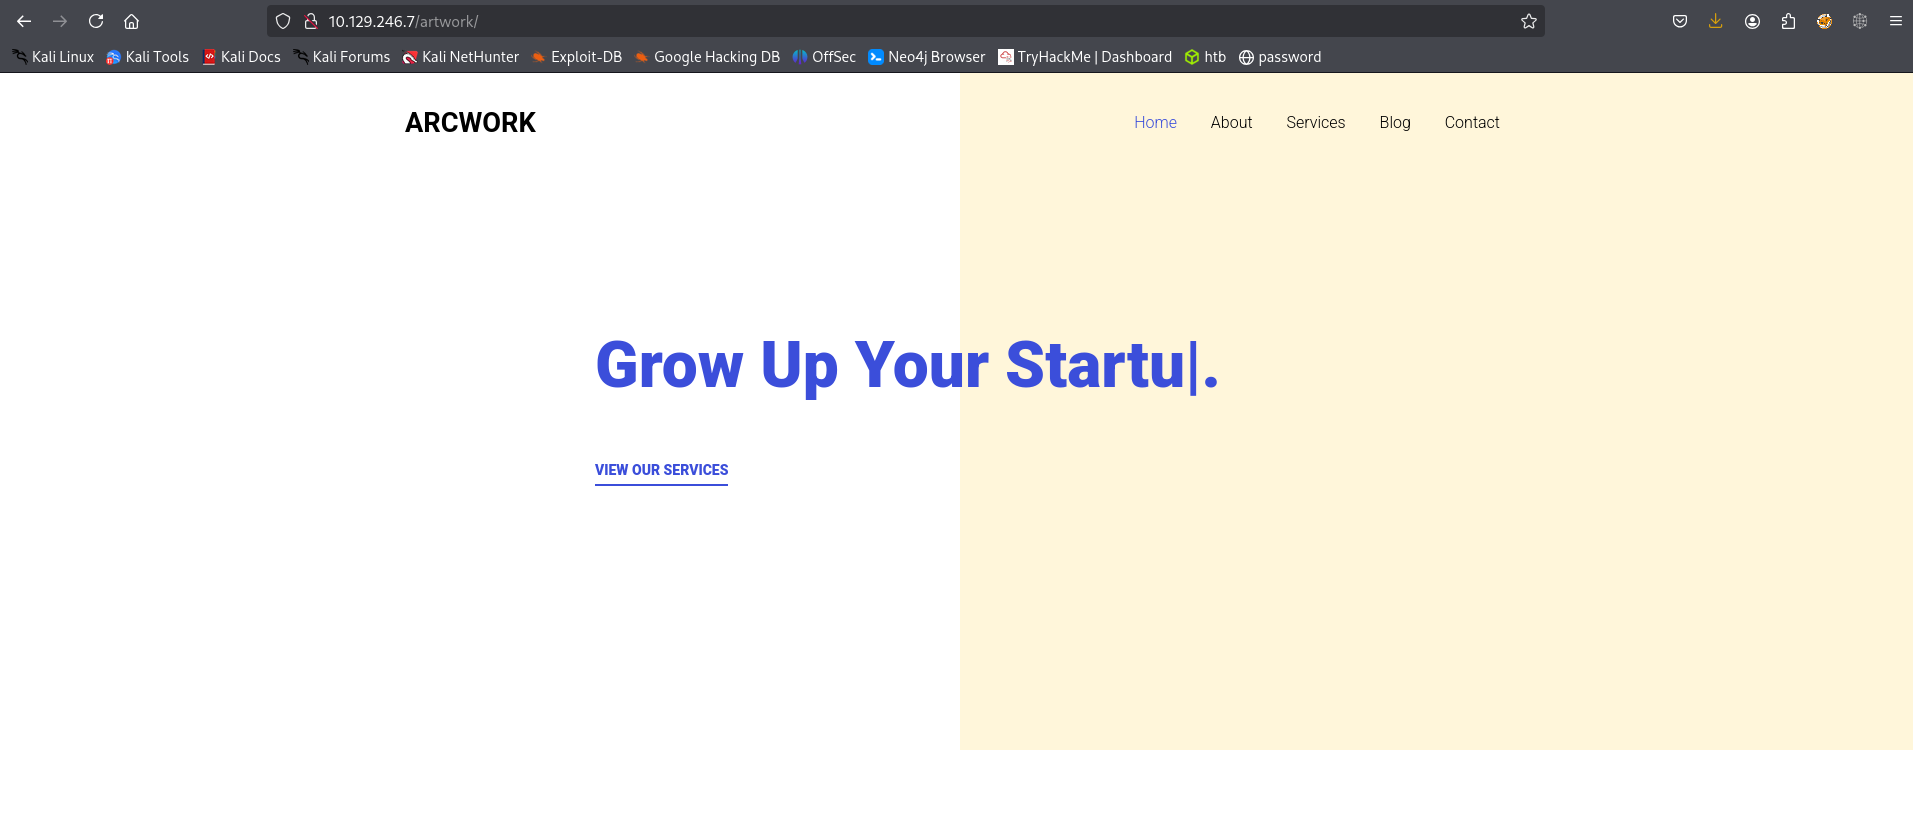 10.129.246.7/artwork/
Kali Linux Kali Tools Kali Docs Kali Forums Kali NetHunter Exploit-DB Google Hacking DB OffSec Neo4j Browser TryHackMe | Dashboard htb password
ARCWORK Home About Services Blog Contact
Grow Up Your Startu|.
VIEW OUR SERVICES